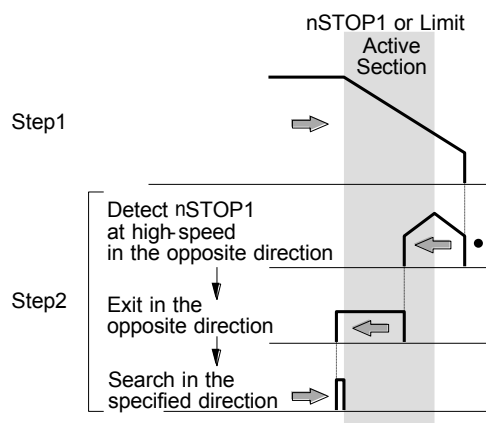 nSTOP1 or Limit
Active
Section
Step1
Detect nSTOP1
at high-speed
in the opposite direction
Step2
Exit in the
opposite direction
Search in the
specified direction